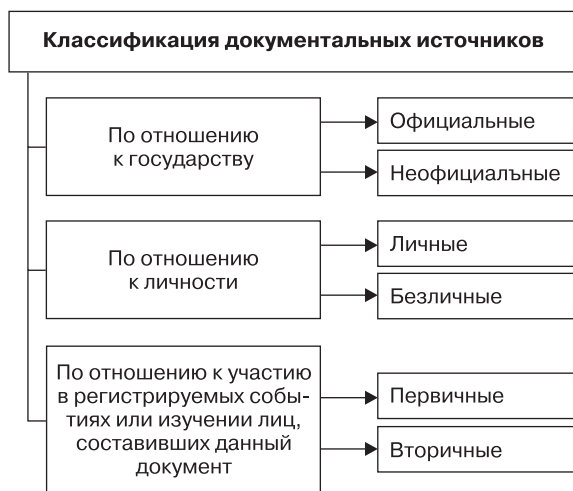 Классификация документальных источников
По отношению
к государству
Официальные
Неофициалъные
По отношению
к личности
Личные
Безличные
По отношению к участию
в регистрируемых собы-
тиях или изучении лиц,
составивших данный
документ
Первичные
Вторичные